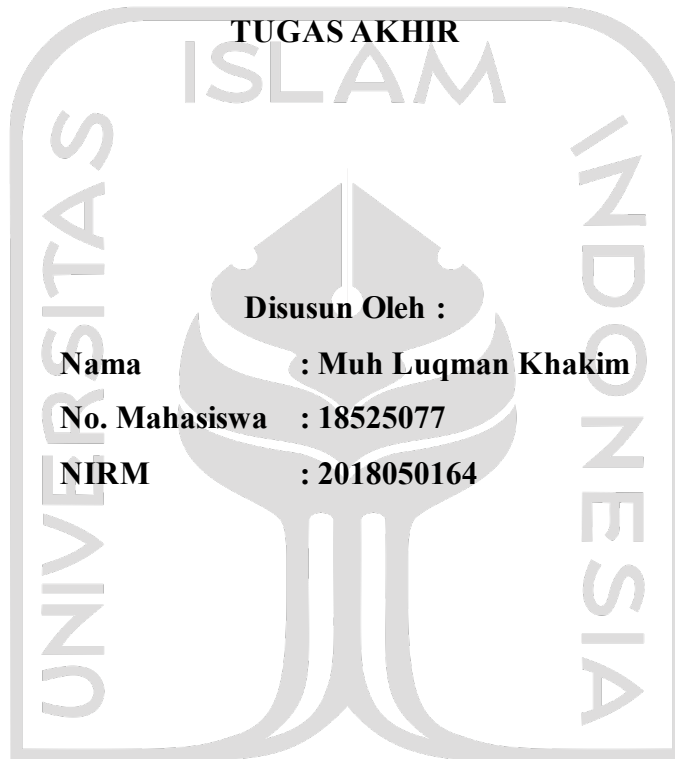 TUGAS AKHIR
ISLAM
UNIVERSITAS
INDONESIA
Disusun Oleh :
Nama : Muh Luqman Khakim
No. Mahasiswa : 18525077
NIRM : 2018050164